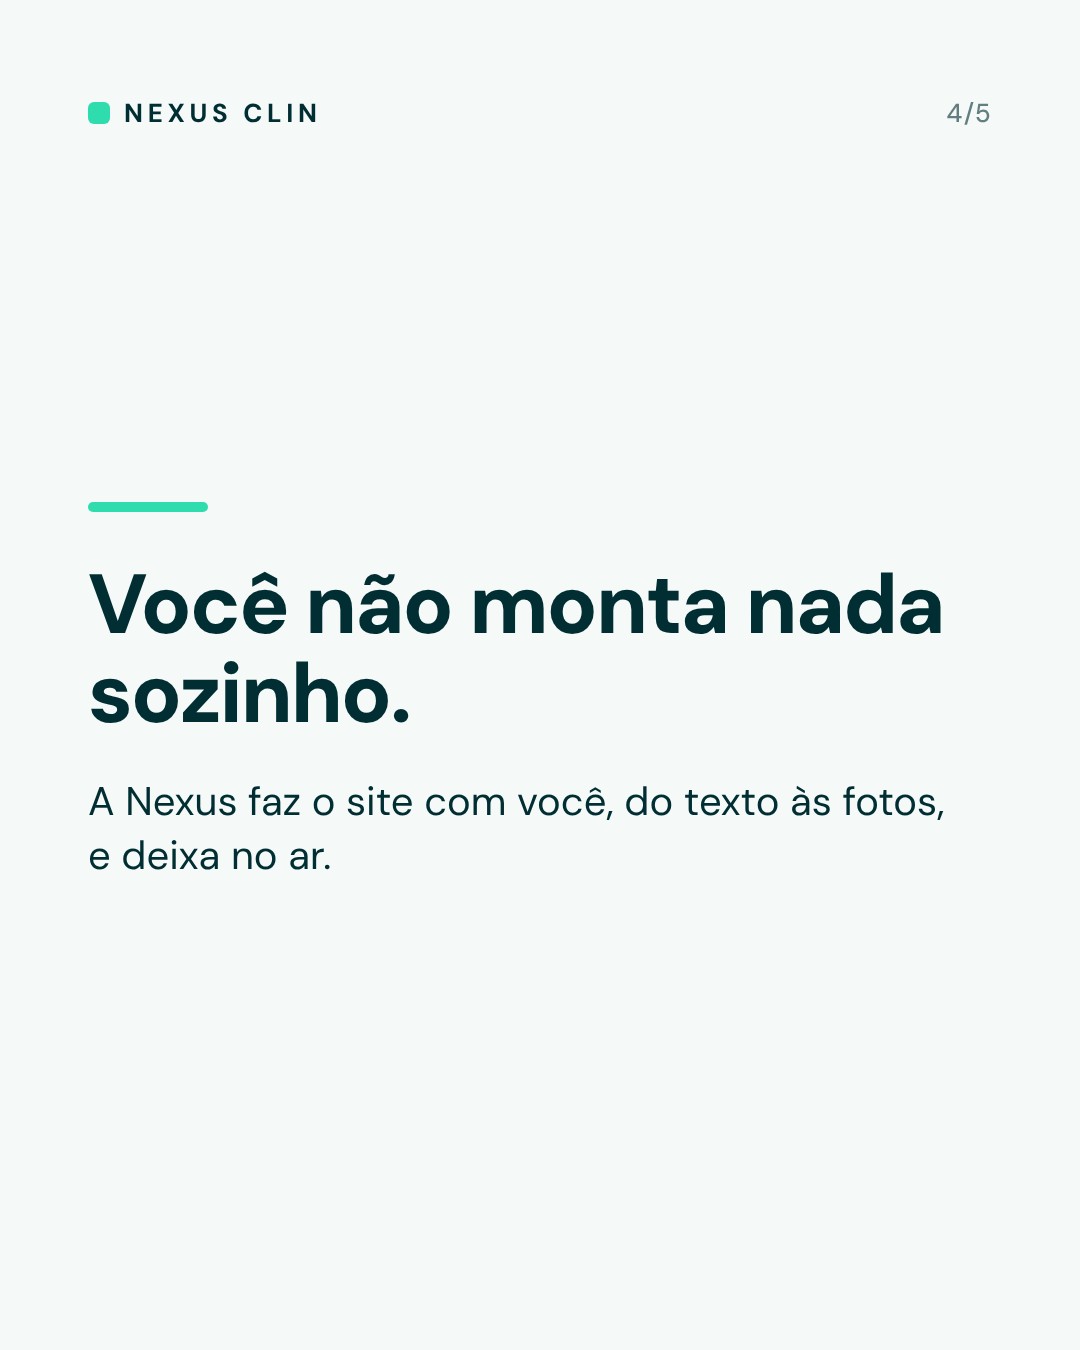 NEXUS CLIN
4/5
Você não monta nada
sozinho.
A Nexus faz o site com você, do texto às fotos,
e deixa no ar.